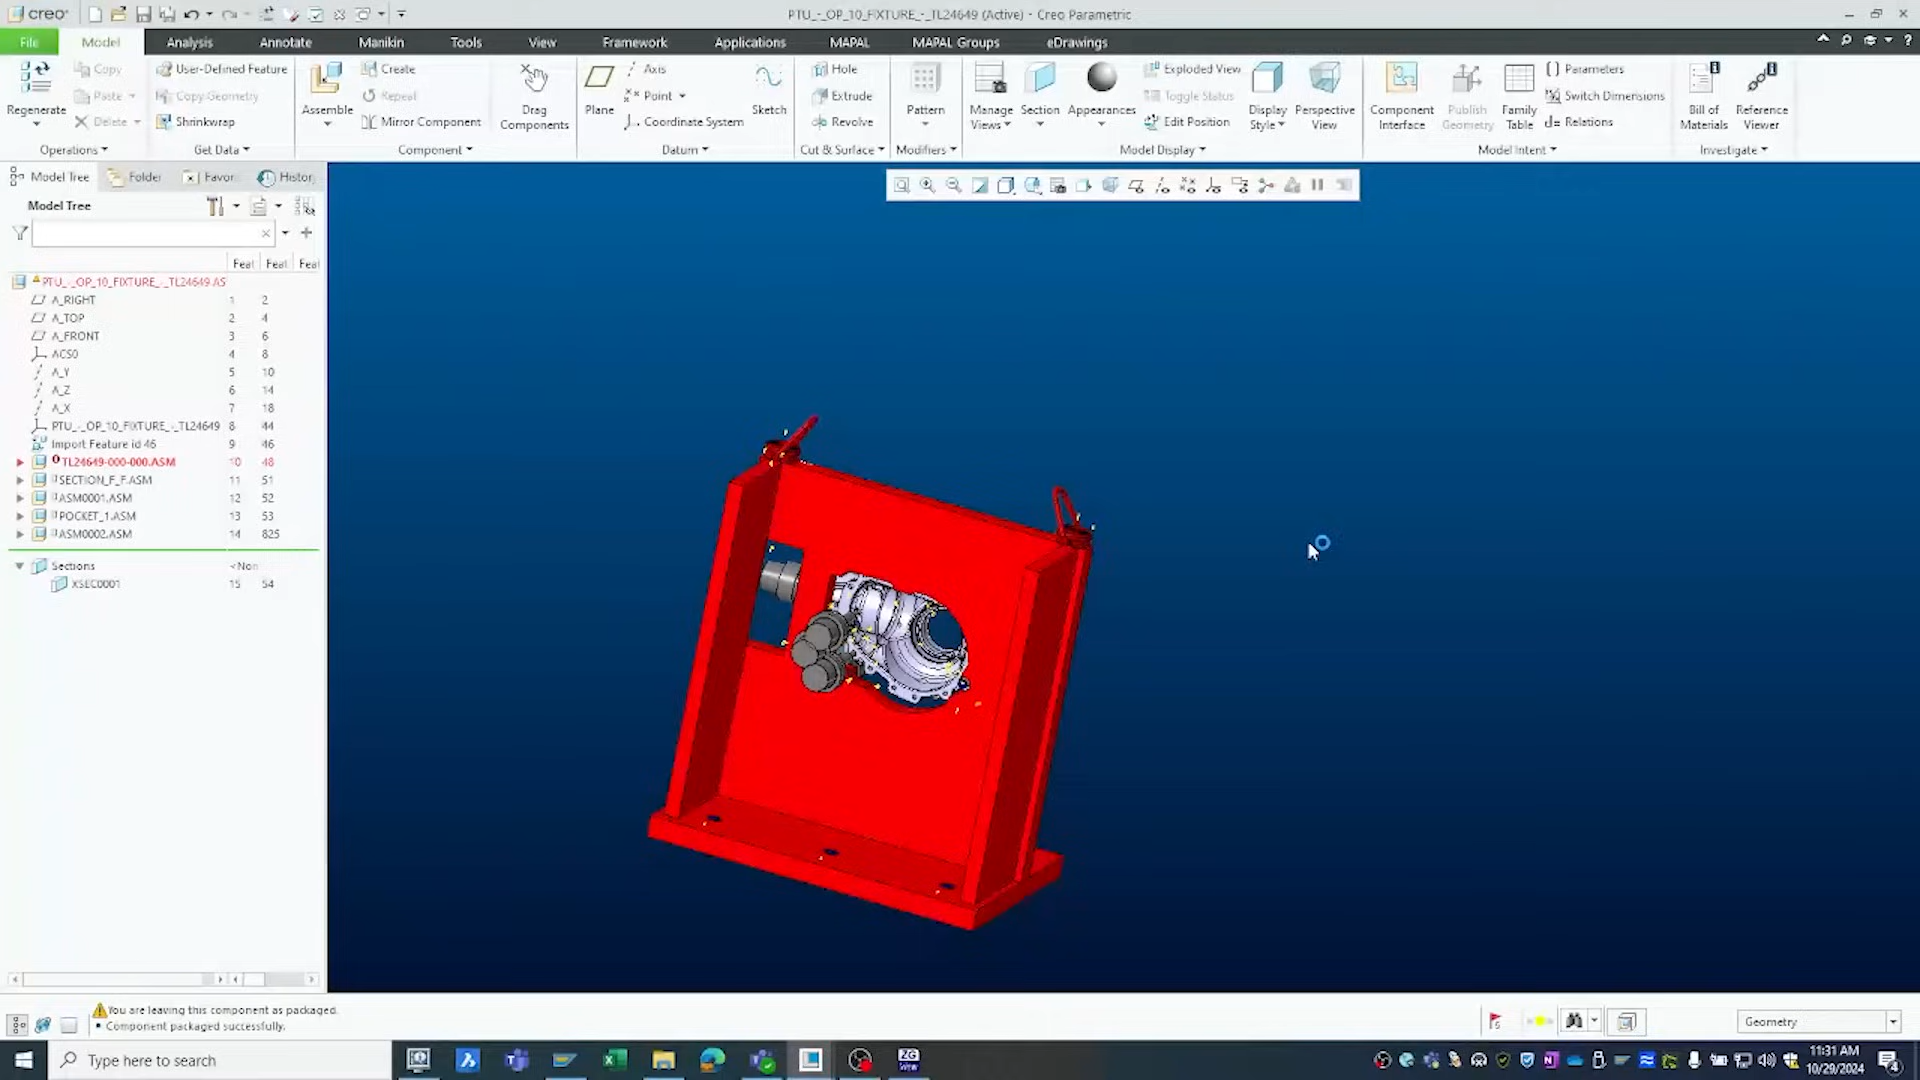 creo
PTU_-_OP_10_FIXTURE_-_TL24649 (Active) - Creo Parametric
File Model Analysis Annotate Manikin Tools View Framework Applications MAPAL MAPAL Groups eDrawings
Regenerate
Copy
Paste
Delete
Operations
User-Defined Feature
Copy Geometry
Shrinkwrap
Get Data
Assemble
Create
Repeat
Mirror Component
Component
Drag Components
Plane
Axis
Point
Coordinate System
Sketch
Datum
Hole
Extrude
Revolve
Cut & Surface
Pattern
Modifiers
Manage Views
Section
Appearances
Exploded View
Toggle Status
Edit Position
Display Style
Perspective View
Model Display
Component Interface
Publish Geometry
Family Table
Parameters
Switch Dimensions
d= Relations
Model Intent
Bill of Materials
Reference Viewer
Investigate
Model Tree Folder Favor Histor
Model Tree
Feat Feat Feat
PTU_-_OP_10_FIXTURE_-_TL24649.AS
A_RIGHT 1 2
A_TOP 2 4
A_FRONT 3 6
ACS0 4 8
A_Y 5 10
A_Z 6 14
A_X 7 18
PTU_-_OP_10_FIXTURE_-_TL24649 8 44
Import Feature id 46 9 46
TL24649-000-000.ASM 10 48
SECTION_F_F.ASM 11 51
ASM0001.ASM 12 52
POCKET_1.ASM 13 53
ASM0002.ASM 14 825
Sections <Non
XSEC0001 15 54
You are leaving this component as packaged.
• Component packaged successfully.
Geometry
Type here to search
ZG
View
11:31 AM
10/29/2024
4